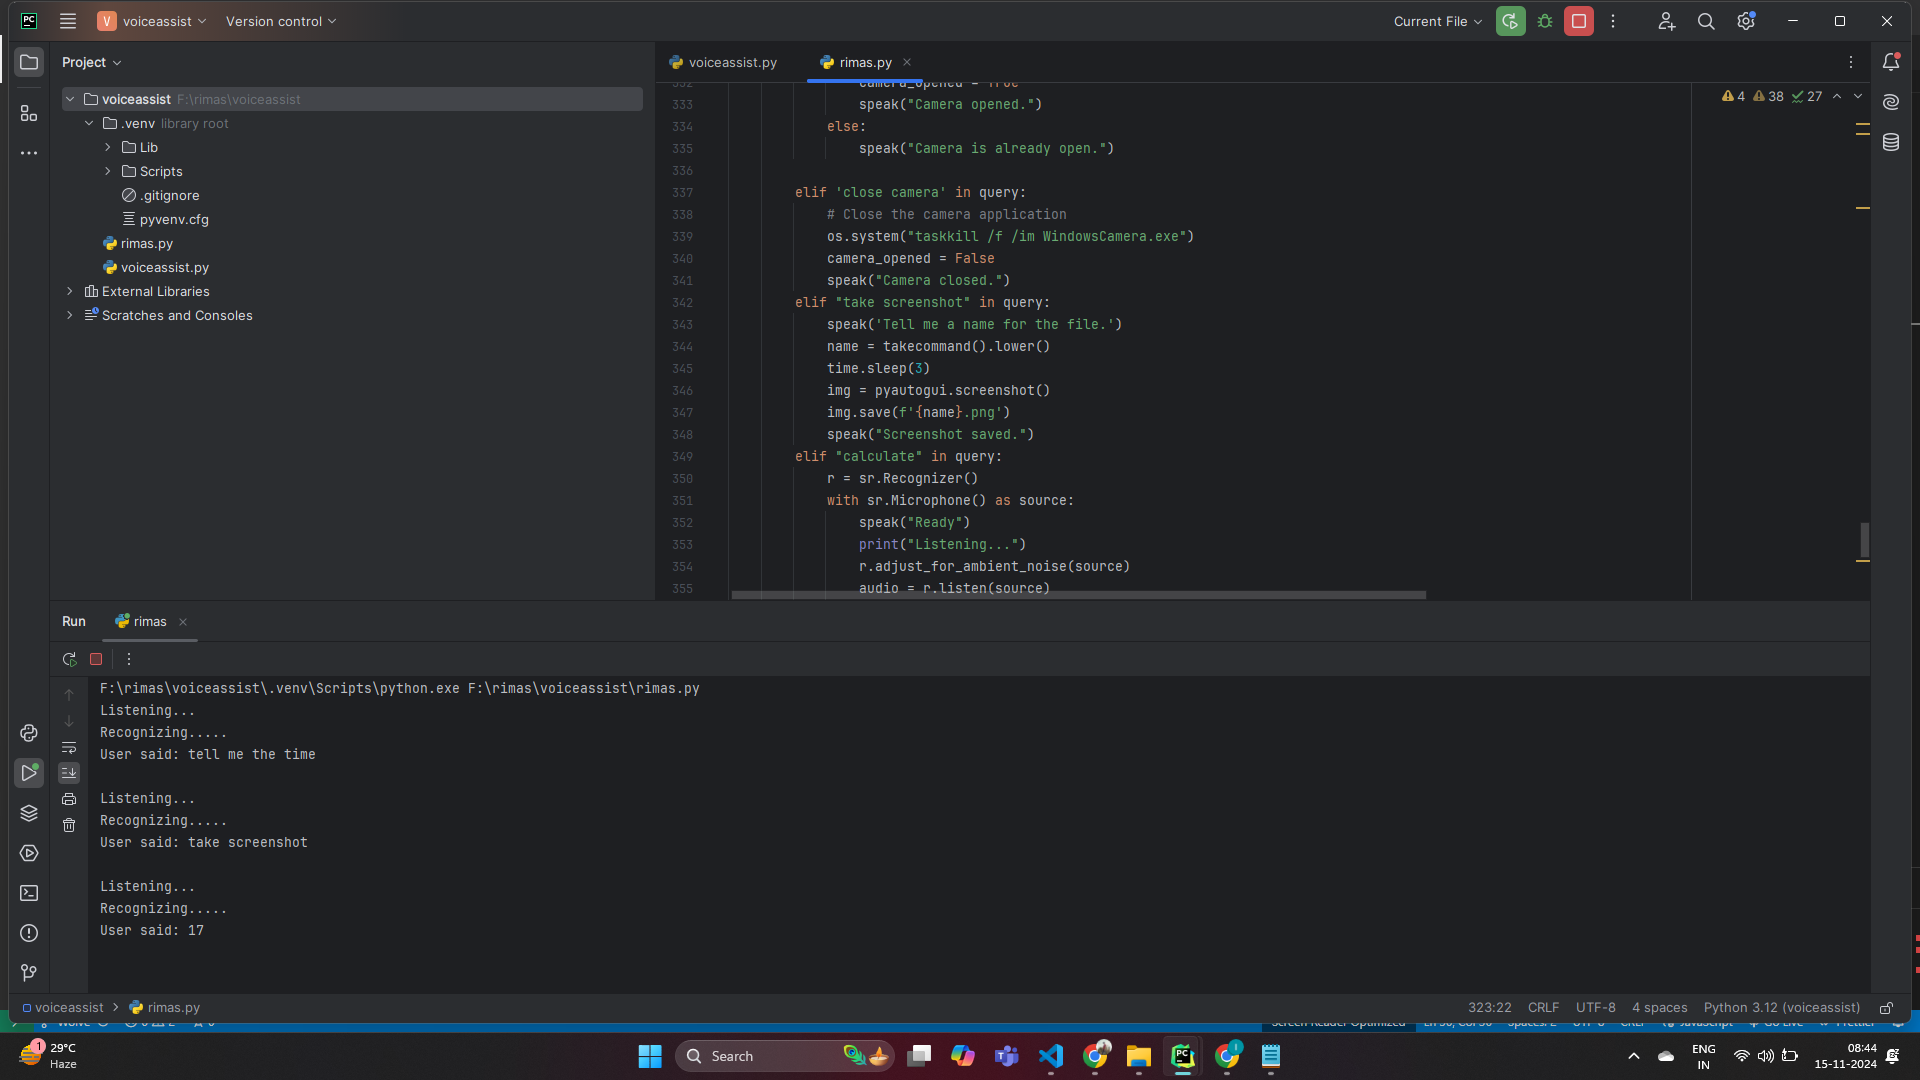 PC
V voiceassist
Version control
Current File
Project
voiceassist.py
rimas.py
voiceassist F:\rimas\voiceassist
.venv library root
Lib
Scripts
.gitignore
pyvenv.cfg
rimas.py
voiceassist.py
External Libraries
Scratches and Consoles
4 38 27
333 speak("Camera opened.")
334 else:
335 speak("Camera is already open.")
336
337 elif 'close camera' in query:
338 # Close the camera application
339 os.system("taskkill /f /im WindowsCamera.exe")
340 camera_opened = False
341 speak("Camera closed.")
342 elif "take screenshot" in query:
343 speak('Tell me a name for the file.')
344 name = takecommand().lower()
345 time.sleep(3)
346 img = pyautogui.screenshot()
347 img.save(f'{name}.png')
348 speak("Screenshot saved.")
349 elif "calculate" in query:
350 r = sr.Recognizer()
351 with sr.Microphone() as source:
352 speak("Ready")
353 print("Listening...")
354 r.adjust_for_ambient_noise(source)
355 audio = r.listen(source)
Run rimas
F:\rimas\voiceassist\.venv\Scripts\python.exe F:\rimas\voiceassist\rimas.py
Listening...
Recognizing.....
User said: tell me the time
Listening...
Recognizing.....
User said: take screenshot
Listening...
Recognizing.....
User said: 17
voiceassist > rimas.py
323:22 CRLF UTF-8 4 spaces Python 3.12 (voiceassist)
1
29°C
Haze
Search
ENG
IN
08:44
15-11-2024